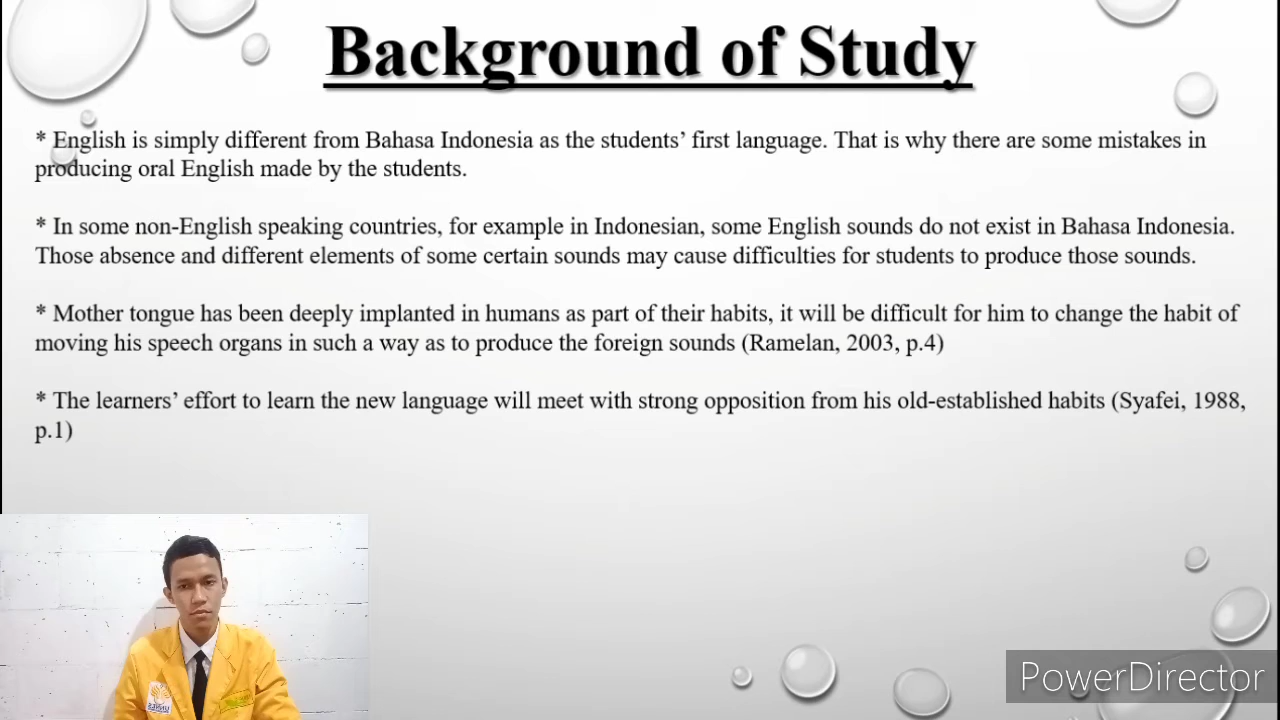 Background of Study
* English is simply different from Bahasa Indonesia as the students’ first language. That is why there are some mistakes in
producing oral English made by the students.
* In some non-English speaking countries, for example in Indonesian, some English sounds do not exist in Bahasa Indonesia.
Those absence and different elements of some certain sounds may cause difficulties for students to produce those sounds.
* Mother tongue has been deeply implanted in humans as part of their habits, it will be difficult for him to change the habit of
moving his speech organs in such a way as to produce the foreign sounds (Ramelan, 2003, p.4)
* The learners’ effort to learn the new language will meet with strong opposition from his old-established habits (Syafei, 1988,
p.1)
UNNES
PowerDirector